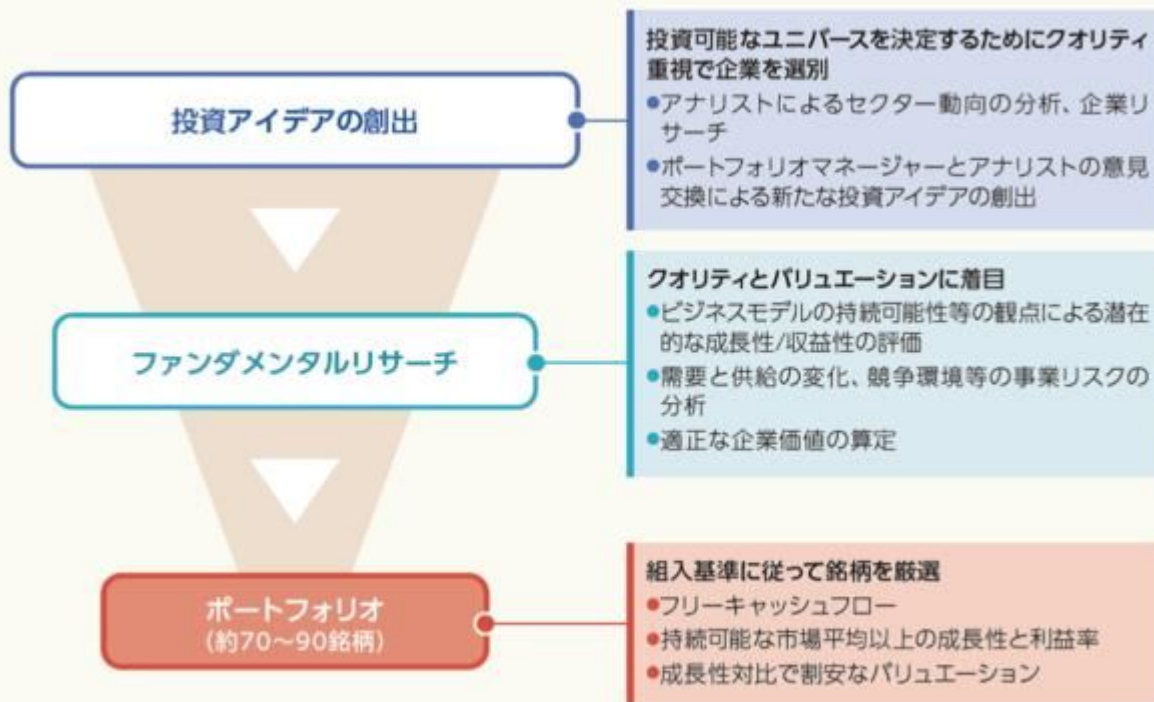 投資アイデアの創出
投資可能なユニバースを決定するためにクオリティ
重視で企業を選別
●アナリストによるセクター動向の分析、企業リ
サーチ
●ポートフォリオマネージャーとアナリストの意見
交換による新たな投資アイデアの創出
ファンダメンタルリサーチ
クオリティとバリュエーションに着目
●ビジネスモデルの持続可能性等の観点による潜在
的な成長性/収益性の評価
●需要と供給の変化、競争環境等の事業リスクの
分析
●適正な企業価値の算定
ポートフォリオ
(約70～90銘柄)
組入基準に従って銘柄を厳選
●フリーキャッシュフロー
●持続可能な市場平均以上の成長性と利益率
●成長性対比で割安なバリュエーション